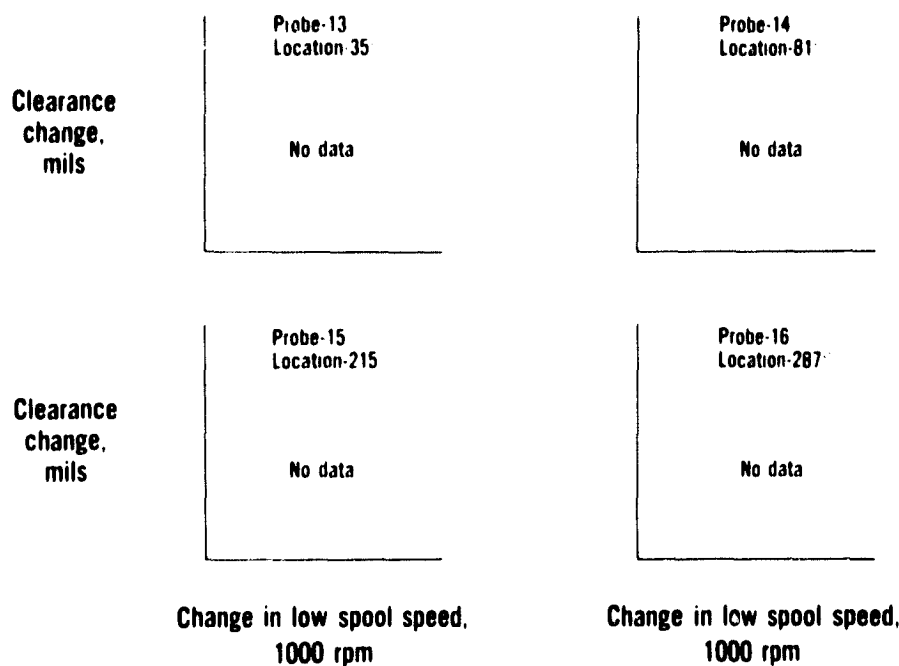 Probe-13
Location-35
Clearance
change,
mils
No data
Probe-14
Location-81
No data
Probe-15
Location-215
Clearance
change,
mils
No data
Probe-16
Location-287
No data
Change in low spool speed,
1000 rpm
Change in low spool speed,
1000 rpm